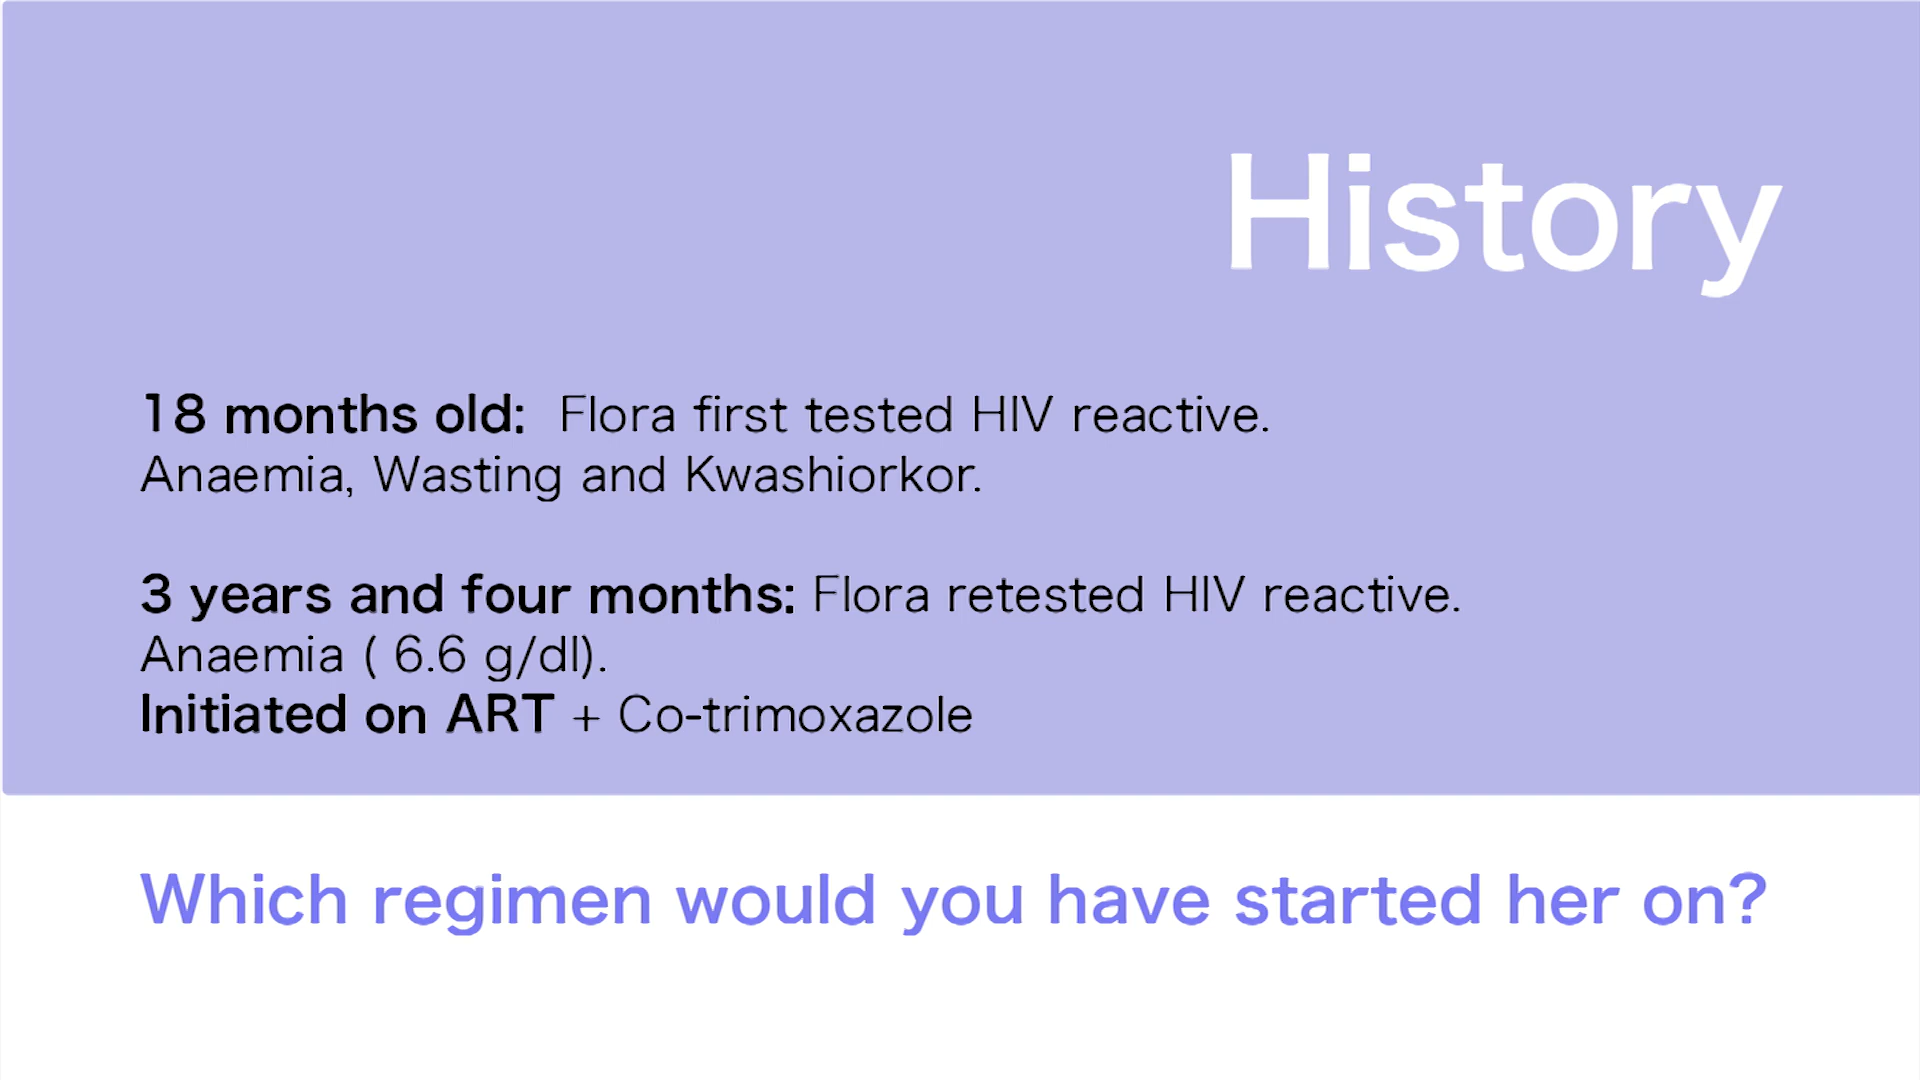 History
18 months old: Flora first tested HIV reactive.
Anaemia, Wasting and Kwashiorkor.
3 years and four months: Flora retested HIV reactive.
Anaemia ( 6.6 g/dl).
Initiated on ART + Co-trimoxazole
Which regimen would you have started her on?